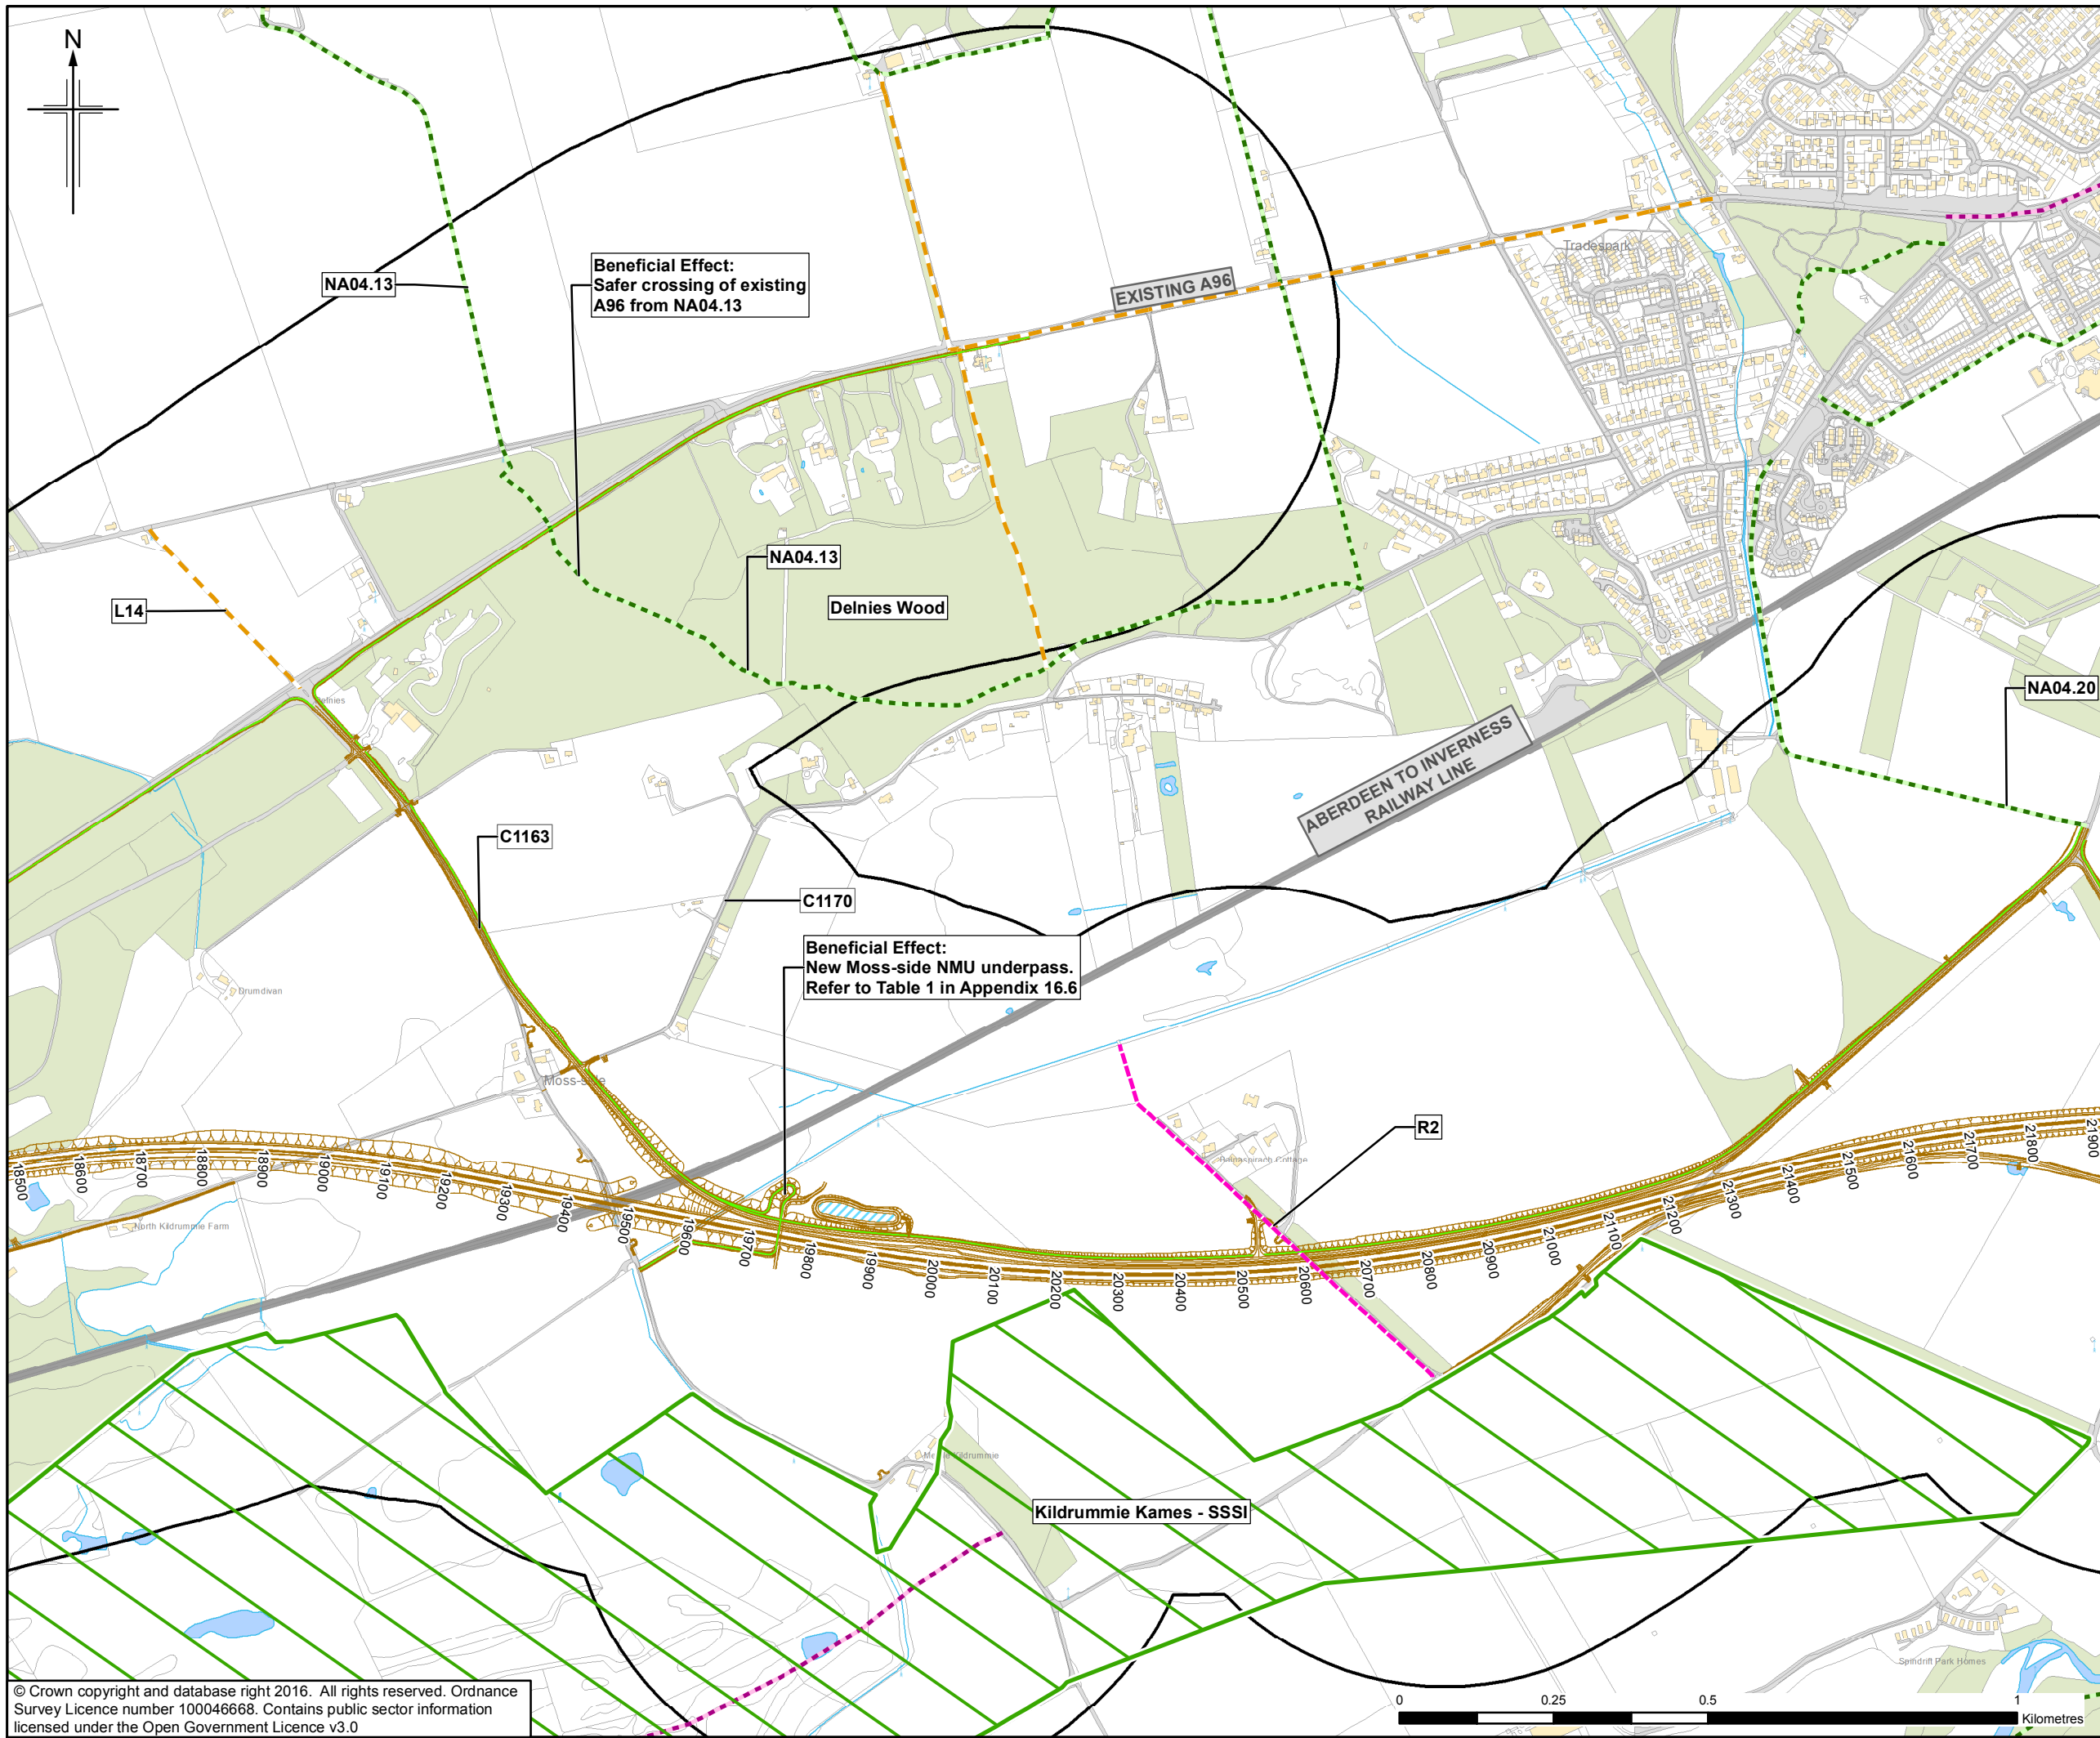 N
NA04.13
Beneficial Effect:
Safer crossing of existing
A96 from NA04.13
EXISTING A96
Tradespark
NA04.13
Delnies Wood
L14
NA04.20
ABERDEEN TO INVERNESS
RAILWAY LINE
C1163
C1170
Beneficial Effect:
New Moss-side NMU underpass.
Refer to Table 1 in Appendix 16.6
Drumdivan
Moss-side
R2
Cottage
North Kildrummie Farm
18500
18600
18700
18800
18900
19000
19100
19200
19300
19400
19500
19600
19700
19800
19900
20000
20100
20200
20300
20400
20500
20600
20700
20800
20900
21000
21100
21200
21300
21400
21500
21600
21700
21800
21900
Kildrummie
Kildrummie Kames - SSSI
Spindrift Park Homes
© Crown copyright and database right 2016. All rights reserved. Ordnance
Survey Licence number 100046668. Contains public sector information
licensed under the Open Government Licence v3.0
0 0.25 0.5 1
Kilometres